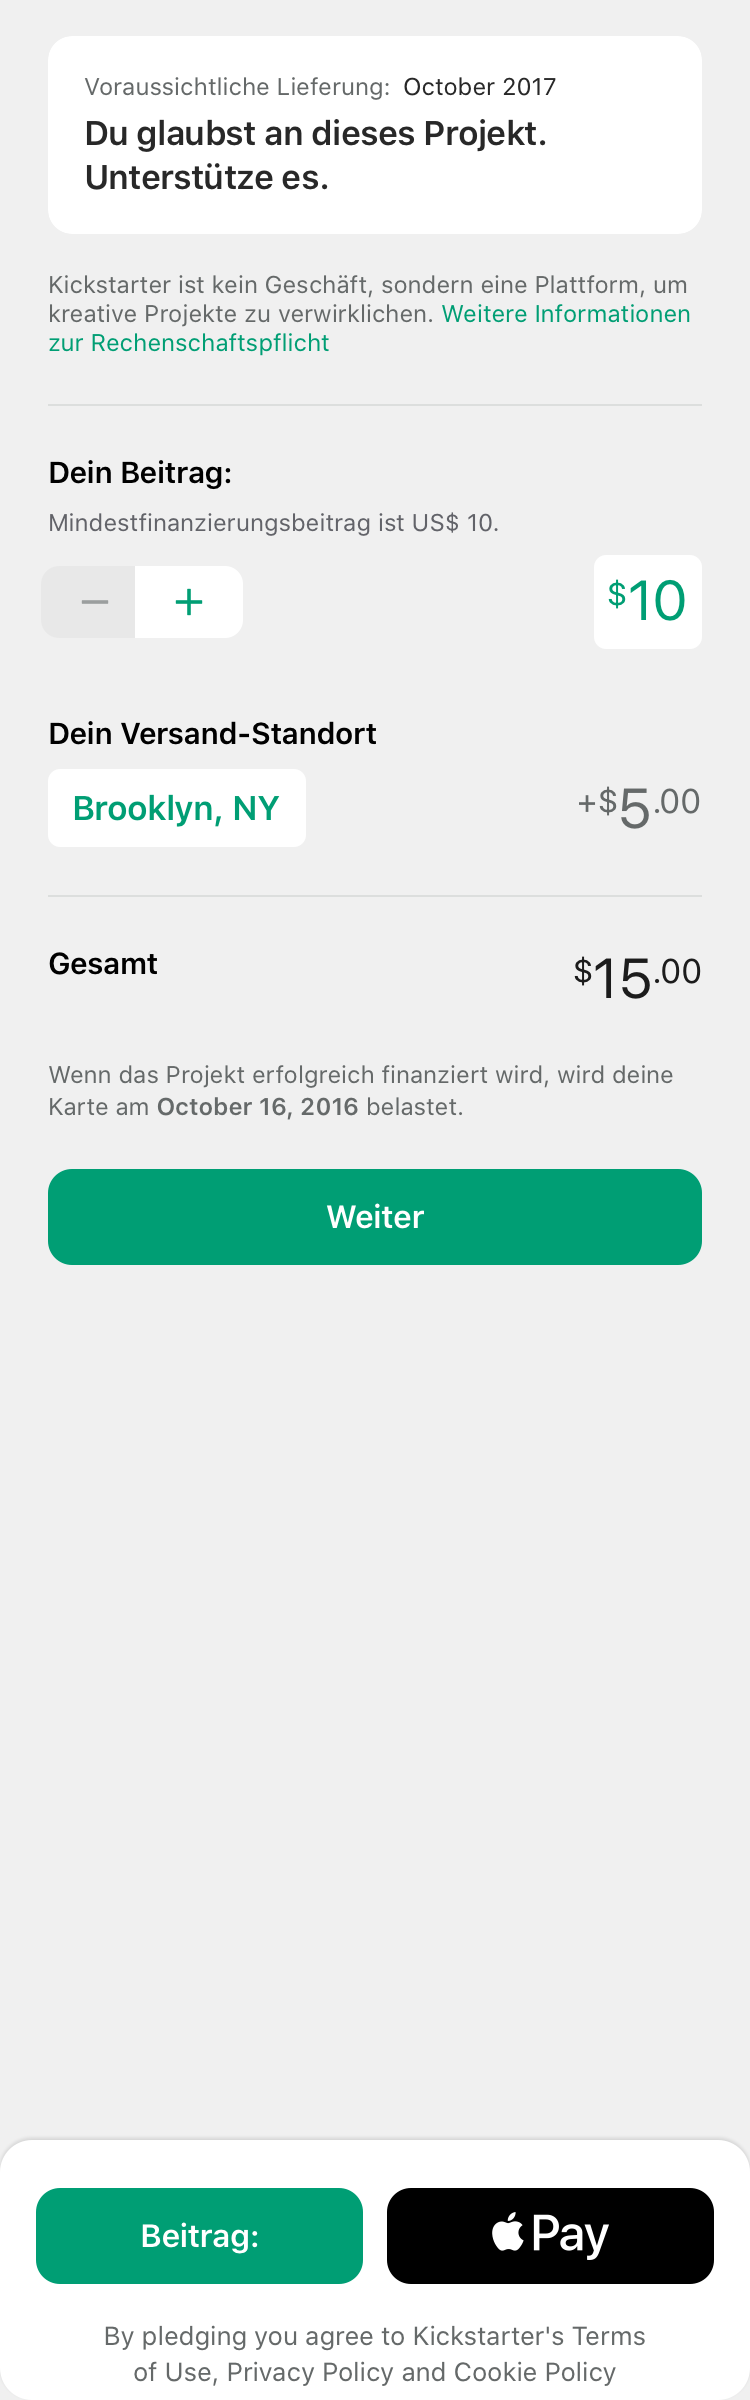 Voraussichtliche Lieferung: October 2017
Du glaubst an dieses Projekt.
Unterstütze es.
Kickstarter ist kein Geschäft, sondern eine Plattform, um
kreative Projekte zu verwirklichen. Weitere Informationen
zur Rechenschaftspflicht
Dein Beitrag:
Mindestfinanzierungsbeitrag ist US$ 10.
− +
$10
Dein Versand-Standort
Brooklyn, NY
+$5.00
Gesamt
$15.00
Wenn das Projekt erfolgreich finanziert wird, wird deine
Karte am October 16, 2016 belastet.
Weiter
Beitrag:
Pay
By pledging you agree to Kickstarter's Terms
of Use, Privacy Policy and Cookie Policy